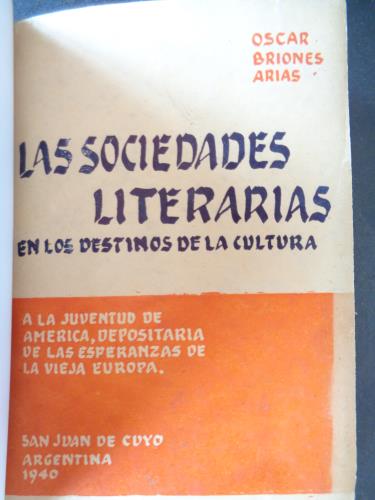 OSCAR
BRIONES
ARIAS
LAS SOCIEDADES
LITERARIAS
EN LOS DESTINOS DE LA CULTURA
A LA JUVENTUD DE
AMERICA, DEPOSITARIA
DE LAS ESPERANZAS DE
LA VIEJA EUROPA.
SAN JUAN DE CUYO
ARGENTINA
1940